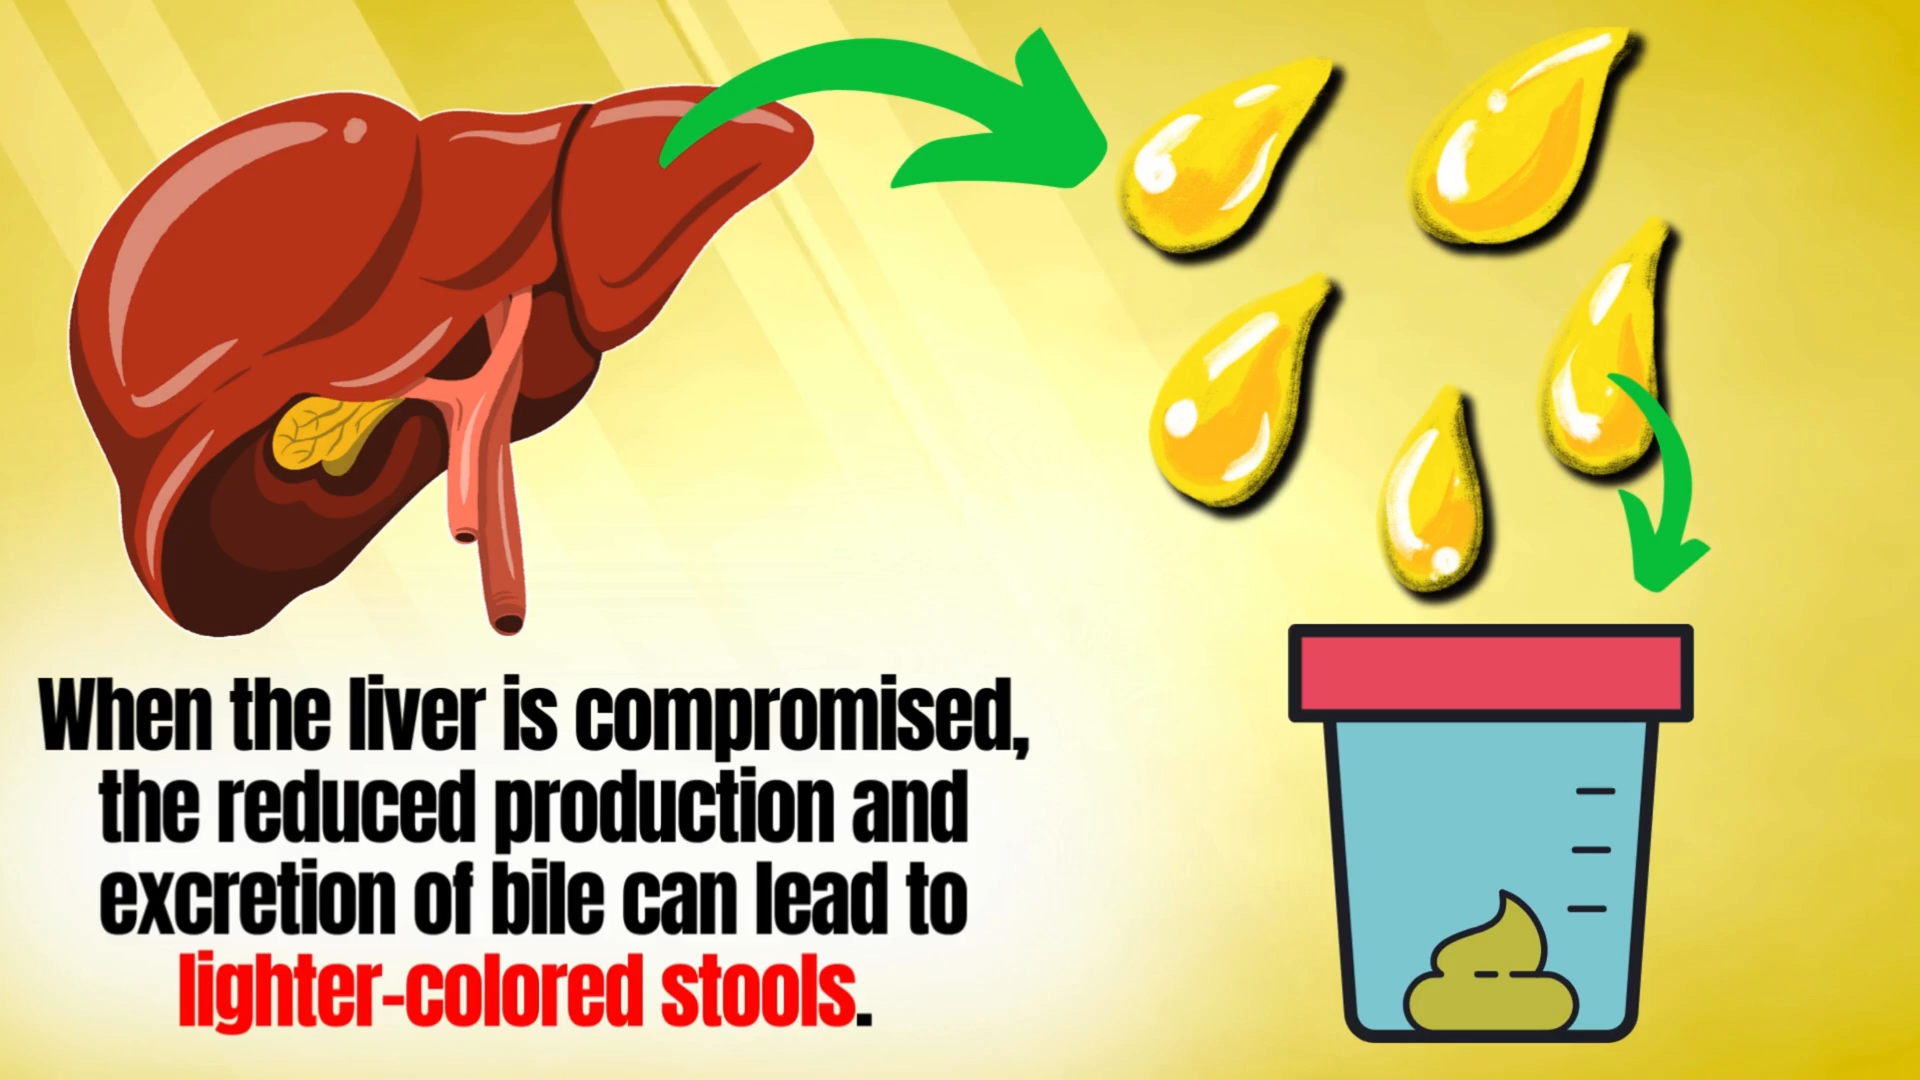 When the liver is compromised,
the reduced production and
excretion of bile can lead to
lighter-colored stools.